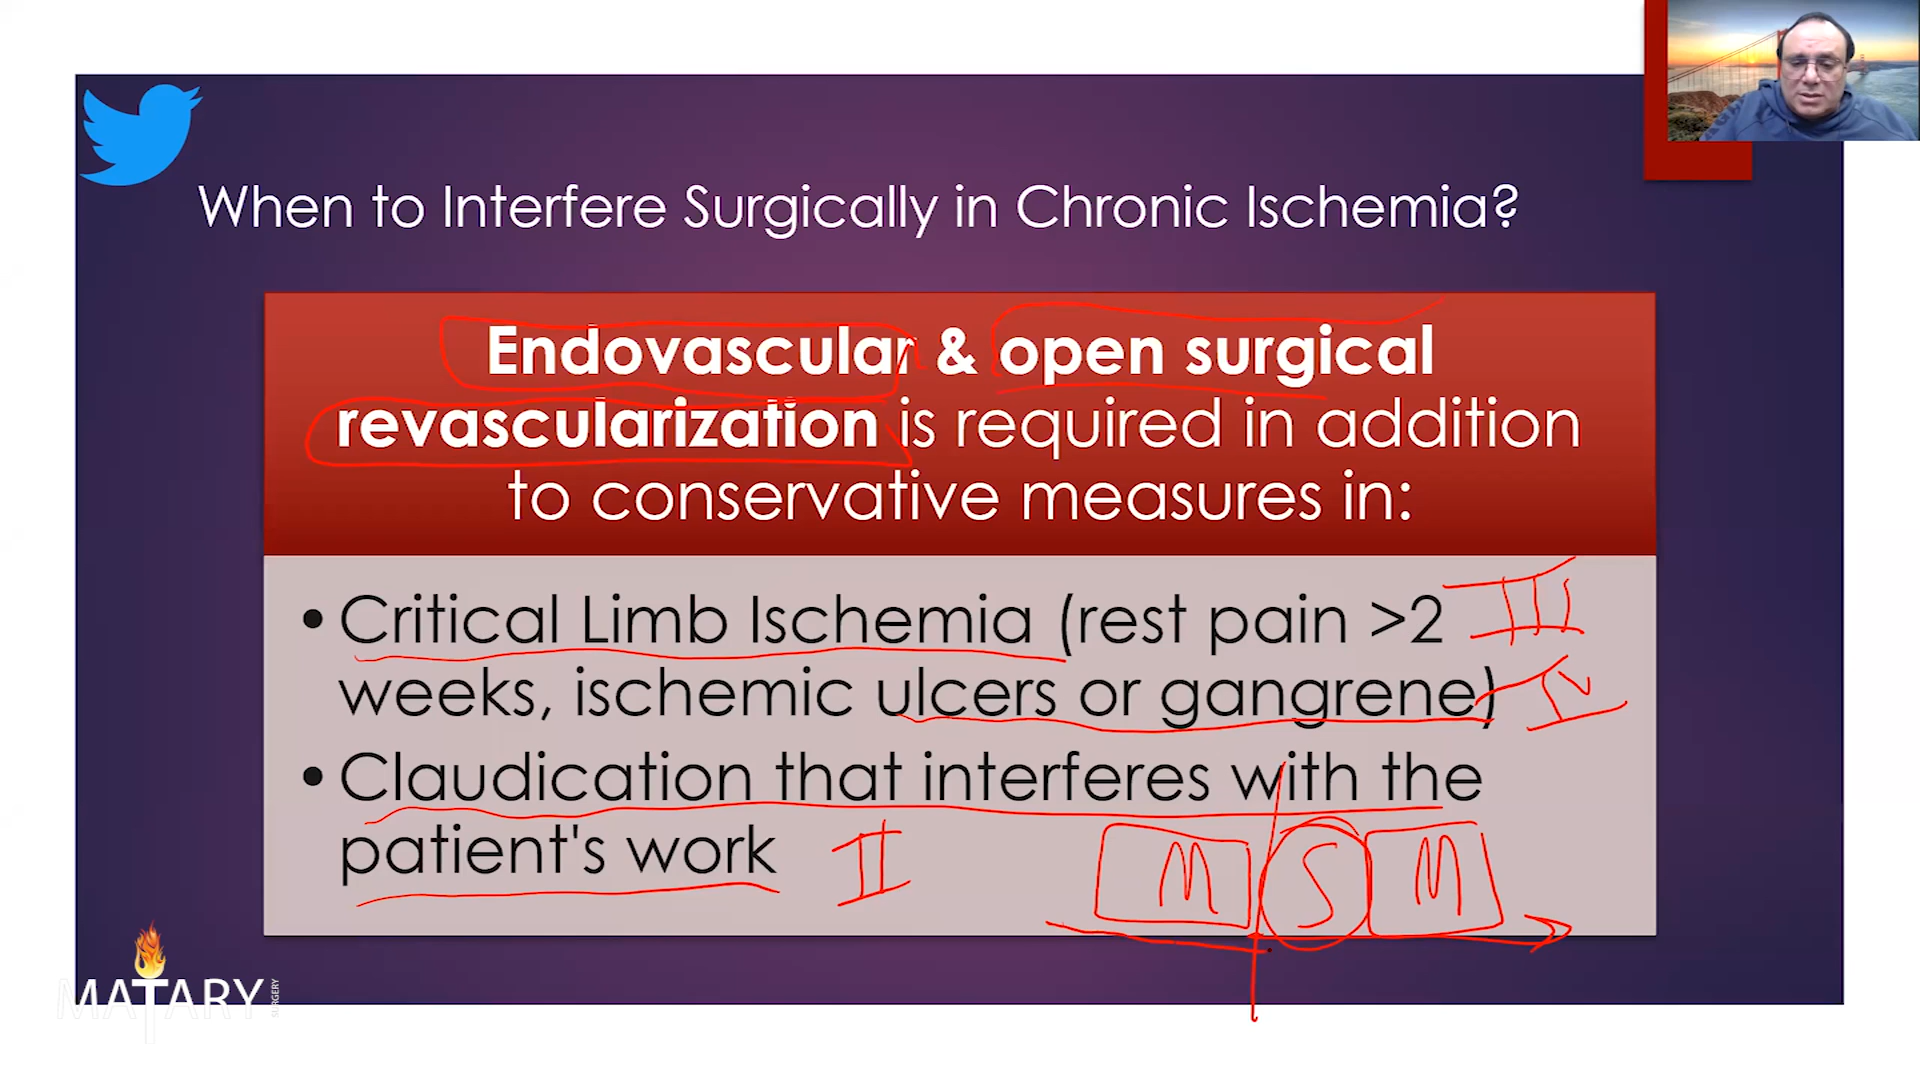 When to Interfere Surgically in Chronic Ischemia?
Endovascular & open surgical
revascularization is required in addition
to conservative measures in:
• Critical Limb Ischemia (rest pain >2
III
weeks, ischemic ulcers or gangrene)
IV
• Claudication that interferes with the
patient's work
II
M S M
MATARY
SURGERY